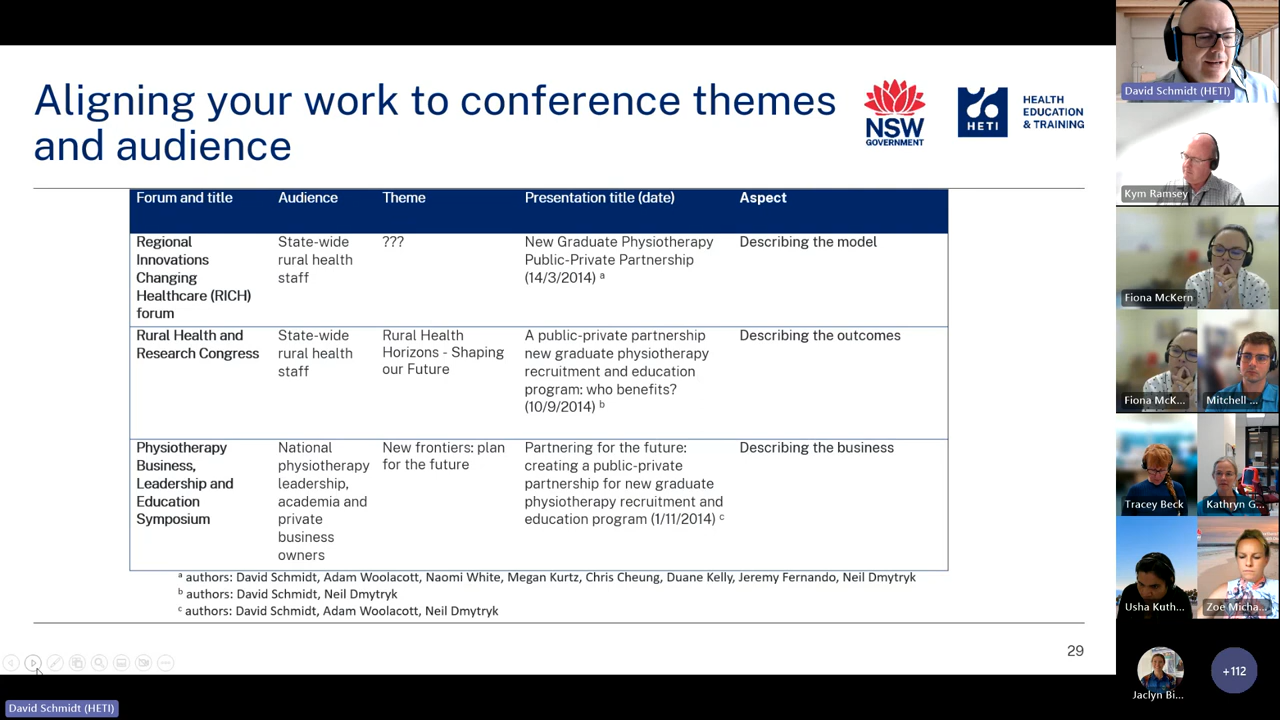 Aligning your work to conference themes
and audience
NSW
GOVERNMENT
HETI
HEALTH
EDUCATION
& TRAINING
Forum and title
Audience
Theme
Presentation title (date)
Aspect
Regional
Innovations
Changing
Healthcare (RICH)
forum
State-wide
rural health
staff
???
New Graduate Physiotherapy
Public-Private Partnership
(14/3/2014) a
Describing the model
Rural Health and
Research Congress
State-wide
rural health
staff
Rural Health
Horizons - Shaping
our Future
A public-private partnership
new graduate physiotherapy
recruitment and education
program: who benefits?
(10/9/2014) b
Describing the outcomes
Physiotherapy
Business,
Leadership and
Education
Symposium
National
physiotherapy
leadership,
academia and
private
business
owners
New frontiers: plan
for the future
Partnering for the future:
creating a public-private
partnership for new graduate
physiotherapy recruitment and
education program (1/11/2014) c
Describing the business
a authors: David Schmidt, Adam Woolacott, Naomi White, Megan Kurtz, Chris Cheung, Duane Kelly, Jeremy Fernando, Neil Dmytryk
b authors: David Schmidt, Neil Dmytryk
c authors: David Schmidt, Adam Woolacott, Neil Dmytryk
29
David Schmidt (HETI)
David Schmidt (HETI)
Kym Ramsey
Fiona McKern
Fiona McK...
Mitchell ...
Tracey Beck
Kathryn G...
Usha Kuth...
Zoe Micha...
Jaclyn Bi...
+112